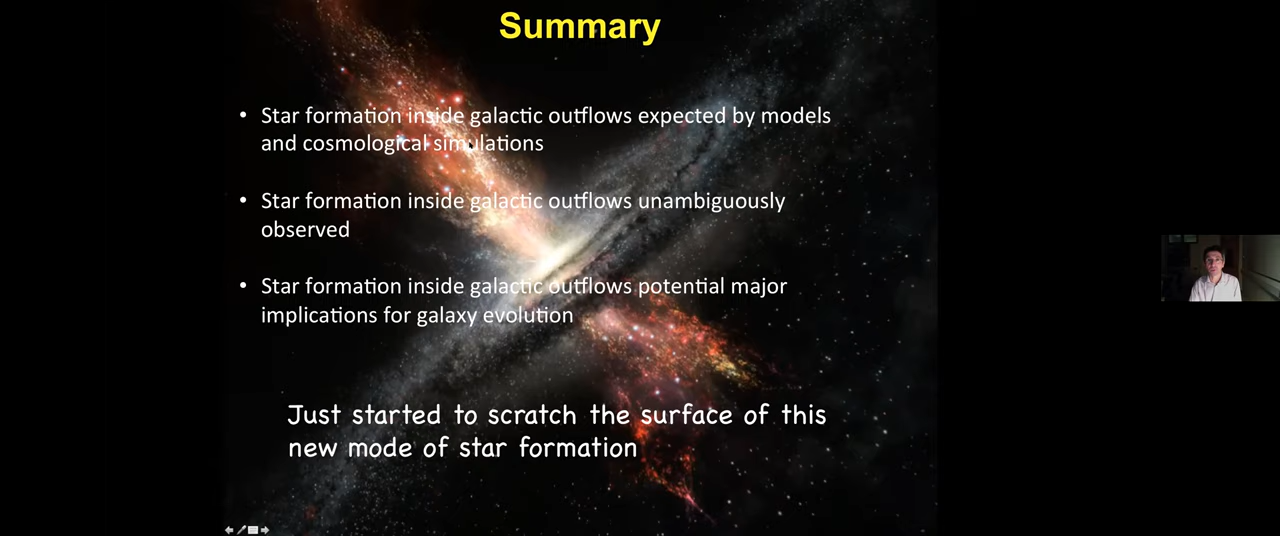 Summary
• Star formation inside galactic outflows expected by models
and cosmological simulations
• Star formation inside galactic outflows unambiguously
observed
• Star formation inside galactic outflows potential major
implications for galaxy evolution
Just started to scratch the surface of this
new mode of star formation